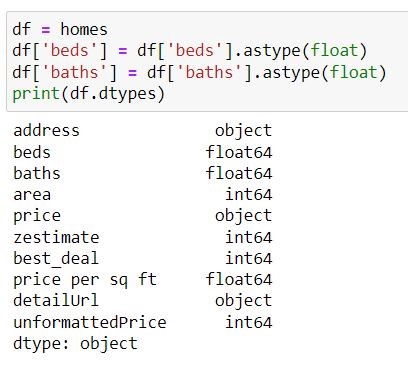 df = homes
df['beds'] = df['beds'].astype(float)
df['baths'] = df['baths'].astype(float)
print(df.dtypes)
address object
beds float64
baths float64
area int64
price object
zestimate int64
best_deal int64
price per sq ft float64
detailUrl object
unformattedPrice int64
dtype: object